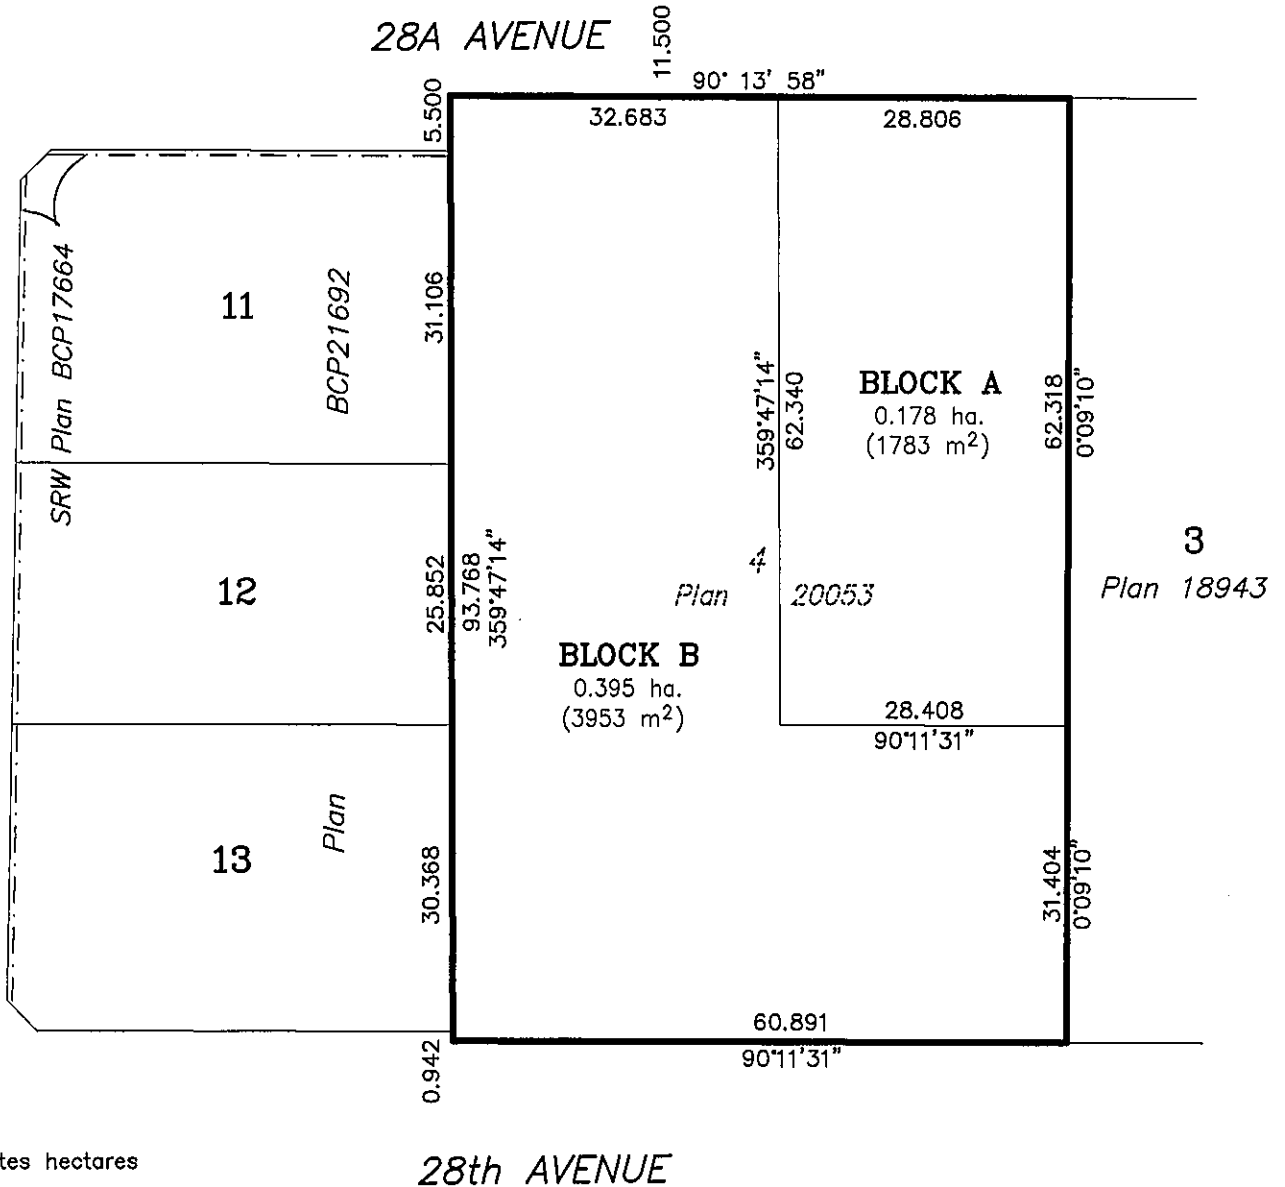 28A AVENUE
11.500
90° 13' 58"
5.500
32.683
28.806
SRW Plan BCP17664
11
BCP21692
31.106
359°47'14"
62.340
BLOCK A
0.178 ha.
(1783 m²)
62.318
0°09'10"
12
25.852
93.768
359°47'14"
4
Plan 20053
3
Plan 18943
BLOCK B
0.395 ha.
(3953 m²)
28.408
90°11'31"
13
Plan
30.368
31.404
0°09'10"
60.891
90°11'31"
0.942
tes hectares
28th AVENUE